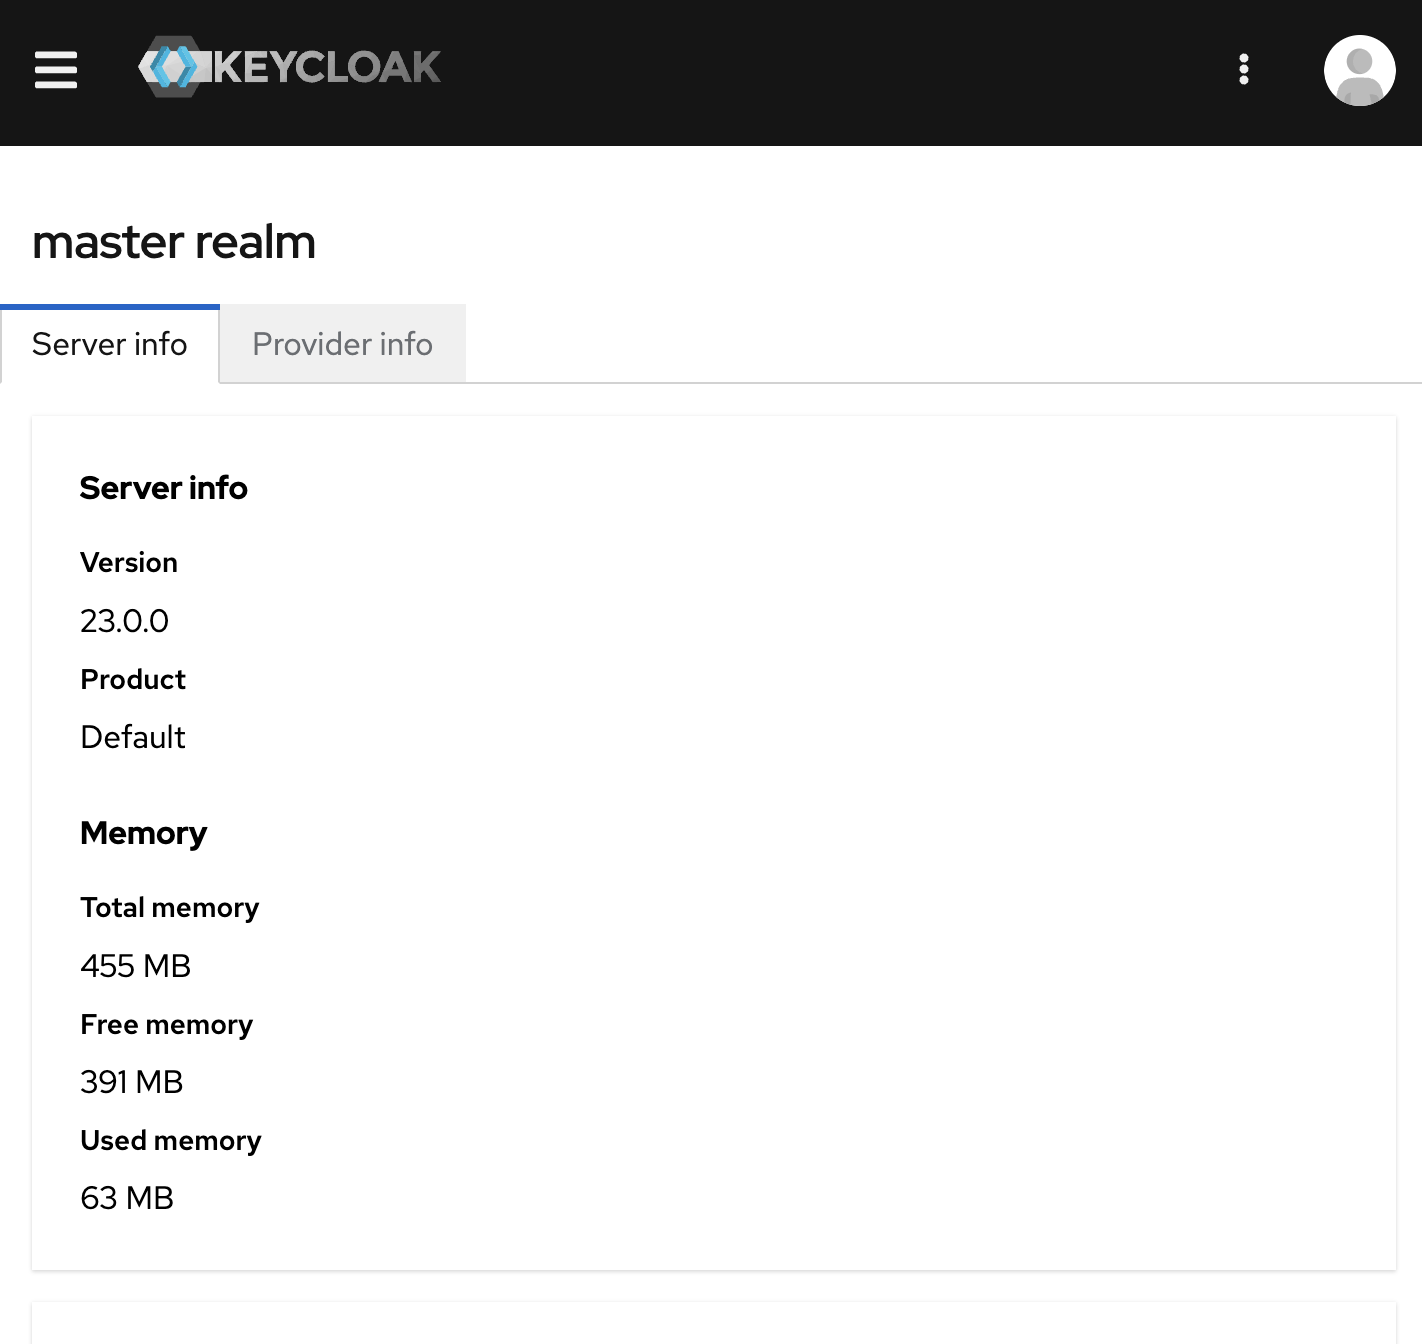 KEYCLOAK
master realm
Server info
Provider info
Server info
Version
23.0.0
Product
Default
Memory
Total memory
455 MB
Free memory
391 MB
Used memory
63 MB